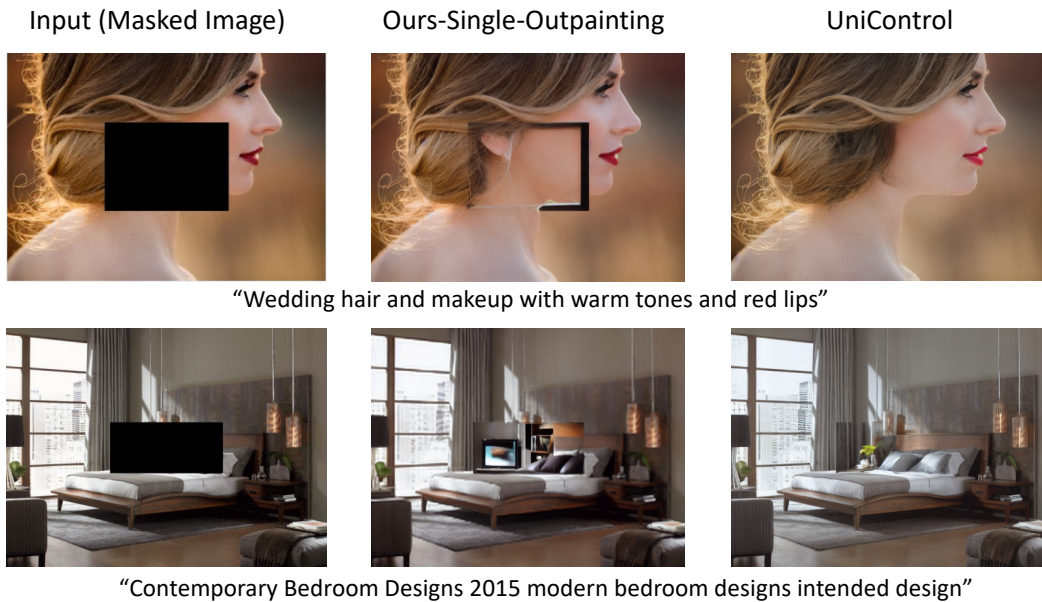 Input (Masked Image) Ours-Single-Outpainting UniControl
“Wedding hair and makeup with warm tones and red lips”
“Contemporary Bedroom Designs 2015 modern bedroom designs intended design”